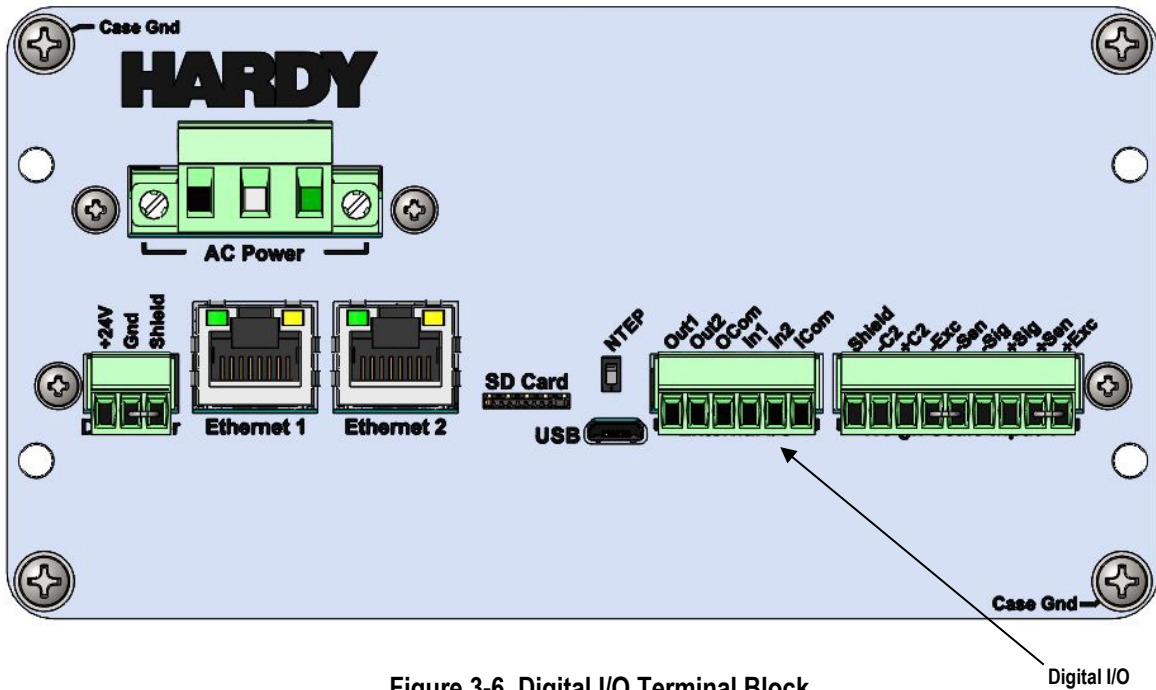 Case Gnd
HARDY
AC Power
+24V
Gnd
Shield
Ethernet 1
Ethernet 2
SD Card
NTEP
USB
Out1
Out2
OCom
In1
In2
ICom
Shield
-C2
+C2
-Exc
-Sen
-Sig
+Sig
+Sen
+Exc
Case Gnd
Digital I/O
Figure 3-6. Digital I/O Terminal Block